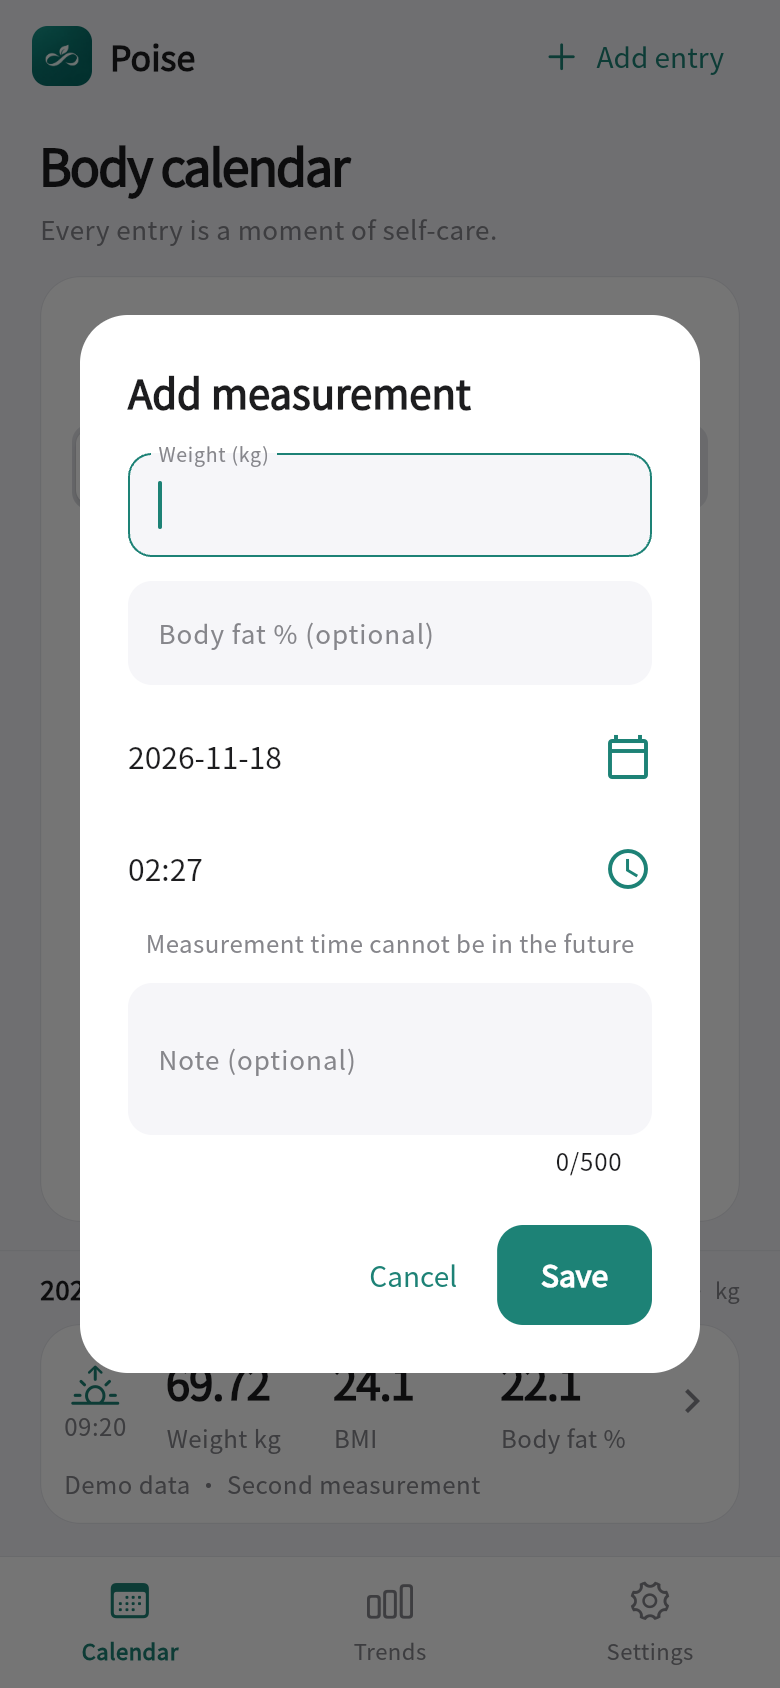 Poise
Add entry
Body calendar
Every entry is a moment of self-care.
Add measurement
Weight (kg)
Body fat % (optional)
2026-11-18
02:27
Measurement time cannot be in the future
Note (optional)
0/500
Cancel
Save
202
kg
69.72
24.1
22.1
09:20
Weight kg
BMI
Body fat %
Demo data • Second measurement
Calendar
Trends
Settings